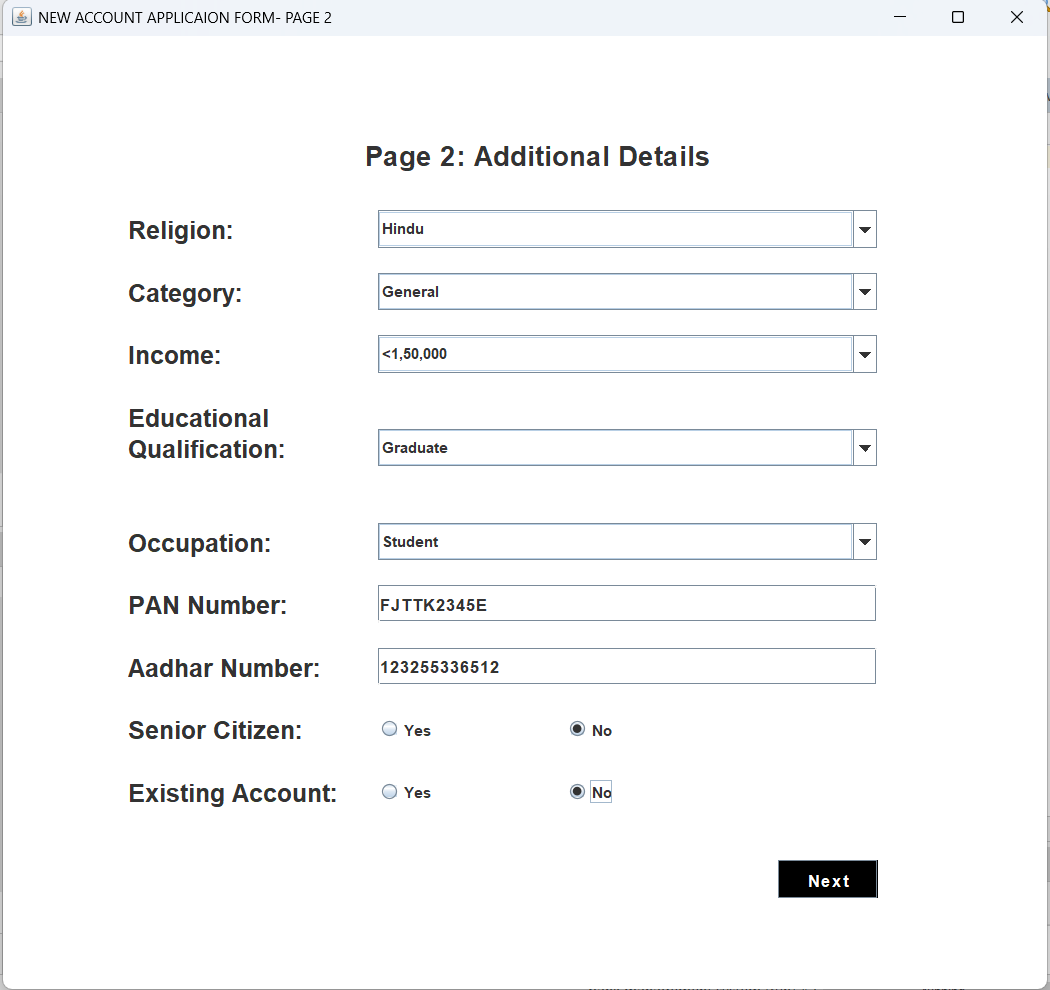 NEW ACCOUNT APPLICAION FORM- PAGE 2
Page 2: Additional Details
Religion: Hindu
Category: General
Income: <1,50,000
Educational
Qualification: Graduate
Occupation: Student
PAN Number: FJTTK2345E
Aadhar Number: 123255336512
Senior Citizen: Yes No
Existing Account: Yes No
Next